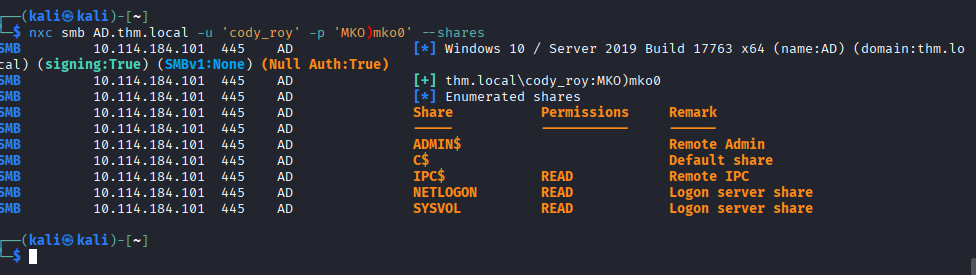 ┌──(kali㉿kali)-[~]
└─$ nxc smb AD.thm.local -u 'cody_roy' -p 'MKO)mko0' --shares
SMB 10.114.184.101 445 AD [*] Windows 10 / Server 2019 Build 17763 x64 (name:AD) (domain:thm.lo
cal) (signing:True) (SMBv1:None) (Null Auth:True)
SMB 10.114.184.101 445 AD [+] thm.local\cody_roy:MKO)mko0
SMB 10.114.184.101 445 AD [*] Enumerated shares
SMB 10.114.184.101 445 AD Share Permissions Remark
SMB 10.114.184.101 445 AD ----- ----------- ------
SMB 10.114.184.101 445 AD ADMIN$ Remote Admin
SMB 10.114.184.101 445 AD C$ Default share
SMB 10.114.184.101 445 AD IPC$ READ Remote IPC
SMB 10.114.184.101 445 AD NETLOGON READ Logon server share
SMB 10.114.184.101 445 AD SYSVOL READ Logon server share
┌──(kali㉿kali)-[~]
└─$